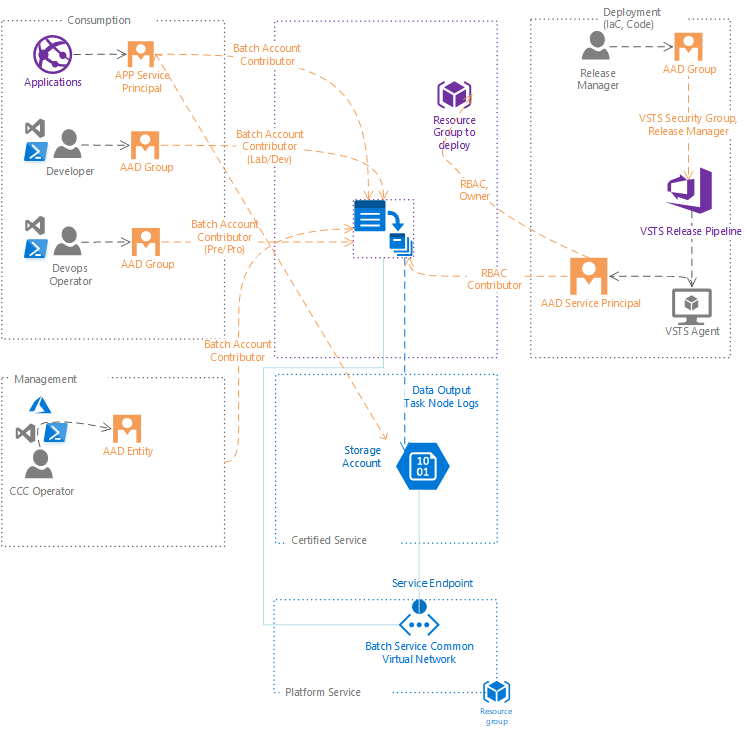 Consumption
Deployment
(IaC, Code)
Applications
APP Service
Principal
Batch Account
Contributor
Release
Manager
AAD Group
Resource
Group to
deploy
VSTS Security Group,
Release Manager
Developer
AAD Group
Batch Account
Contributor
(Lab/Dev)
RBAC,
Owner
Devops
Operator
AAD Group
Batch Account
Contributor
(Pre/Pro)
VSTS Release Pipeline
RBAC
Contributor
AAD Service Principal
VSTS Agent
Batch Account
Contributor
Management
CCC Operator
AAD Entity
Data Output
Task Node Logs
Storage
Account
10
01
Certified Service
Service Endpoint
Batch Service Common
Virtual Network
Platform Service
Resource
group